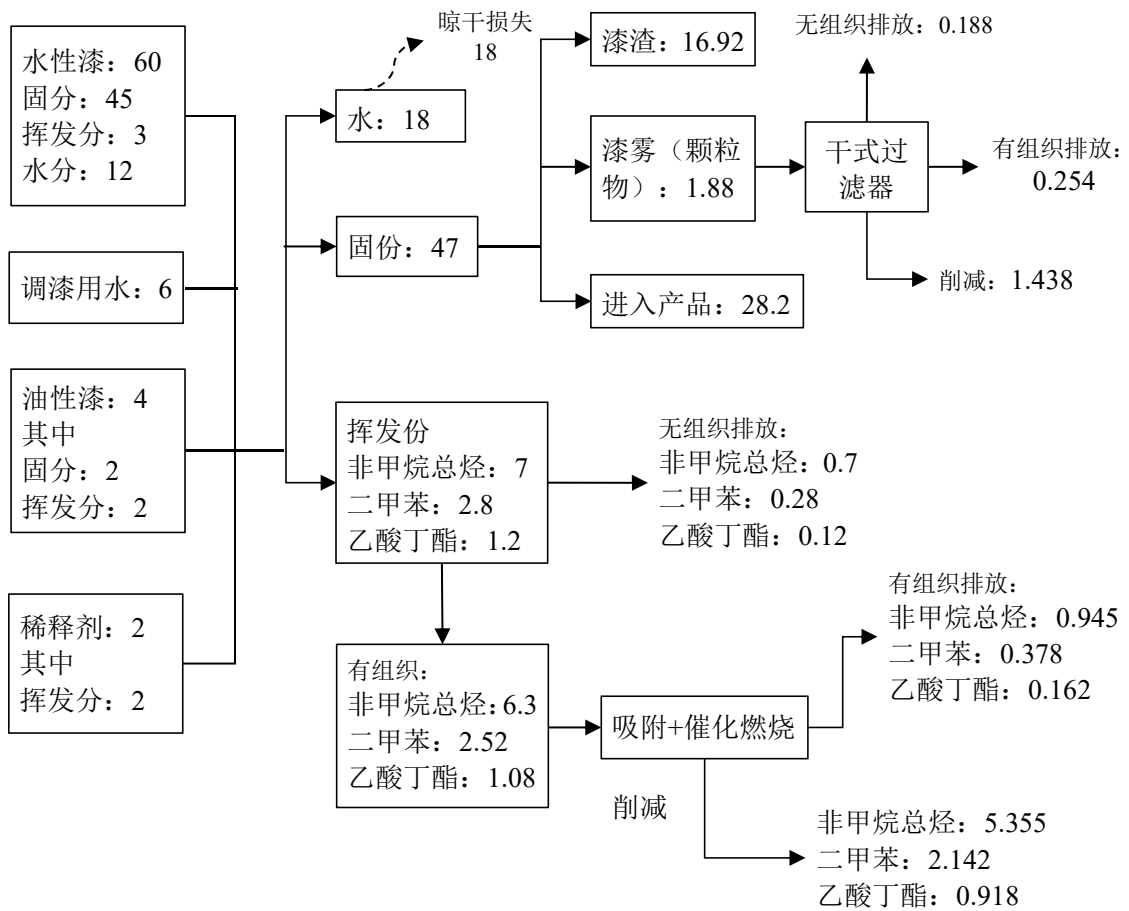 水性漆：60
固分：45
挥发分：3
水分：12
调漆用水：6
油性漆：4
其中
固分：2
挥发分：2
稀释剂：2
其中
挥发分：2
晾干损失
18
水：18
固份：47
漆渣：16.92
漆雾（颗粒
物）：1.88
进入产品：28.2
无组织排放：0.188
干式过
滤器
有组织排放：
0.254
削减：1.438
挥发份
非甲烷总烃：7
二甲苯：2.8
乙酸丁酯：1.2
无组织排放：
非甲烷总烃：0.7
二甲苯：0.28
乙酸丁酯：0.12
有组织：
非甲烷总烃：6.3
二甲苯：2.52
乙酸丁酯：1.08
吸附+催化燃烧
有组织排放：
非甲烷总烃：0.945
二甲苯：0.378
乙酸丁酯：0.162
削减
非甲烷总烃：5.355
二甲苯：2.142
乙酸丁酯：0.918